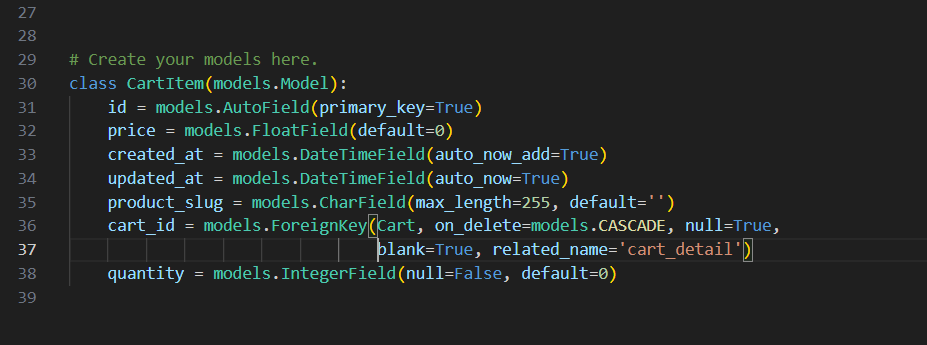 27
28
29 # Create your models here.
30 class CartItem(models.Model):
31     id = models.AutoField(primary_key=True)
32     price = models.FloatField(default=0)
33     created_at = models.DateTimeField(auto_now_add=True)
34     updated_at = models.DateTimeField(auto_now=True)
35     product_slug = models.CharField(max_length=255, default='')
36     cart_id = models.ForeignKey(Cart, on_delete=models.CASCADE, null=True,
37                                 blank=True, related_name='cart_detail')
38     quantity = models.IntegerField(null=False, default=0)
39